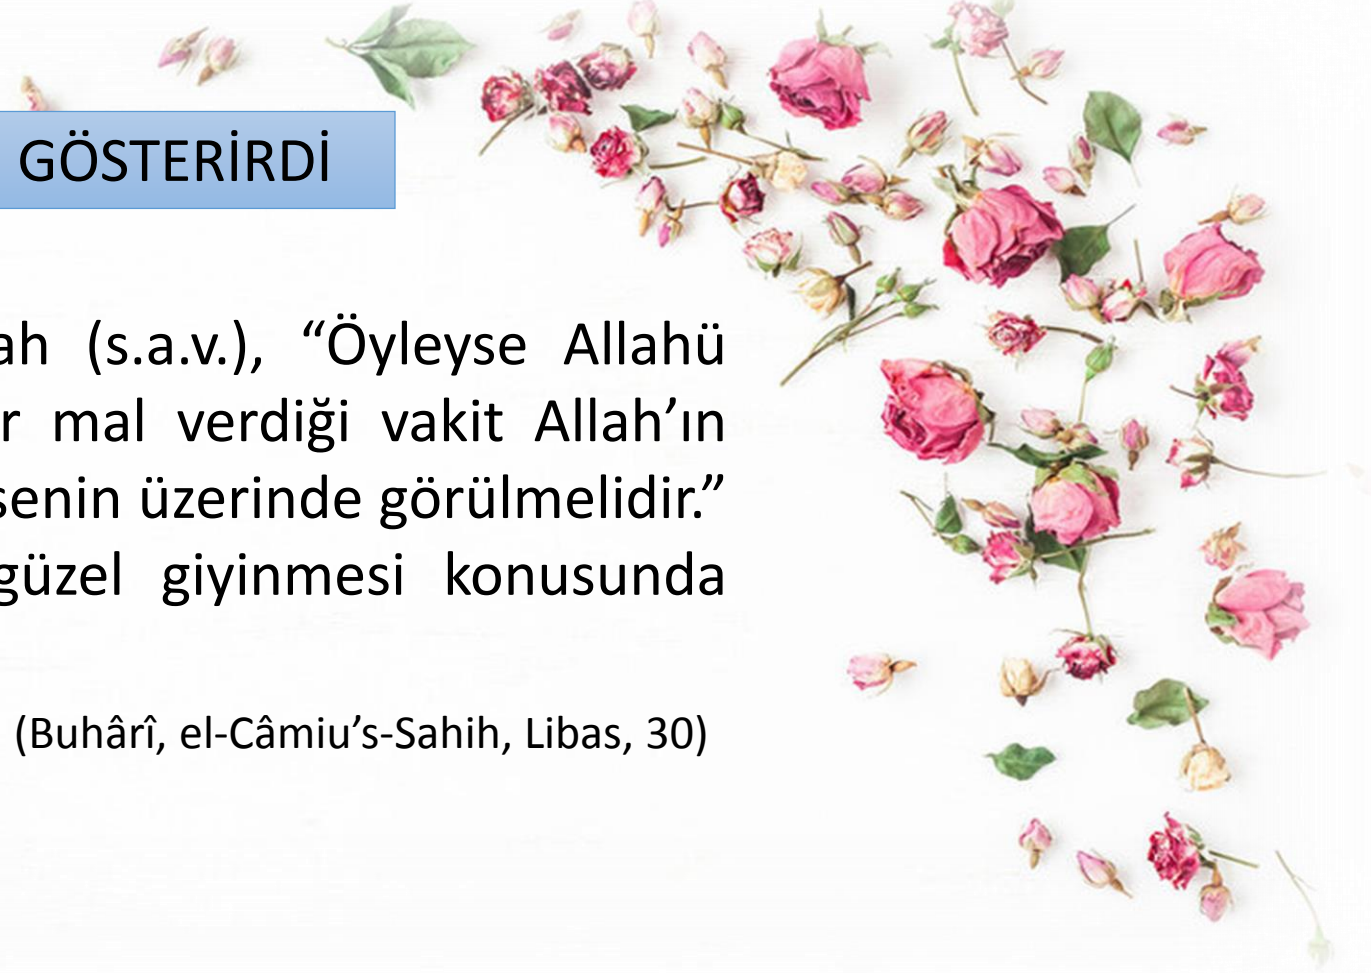 GÖSTERİRDİ
ah (s.a.v.), “Öyleyse Allahü
r mal verdiği vakit Allah’ın
senin üzerinde görülmelidir.”
güzel giyinmesi konusunda
(Buhârî, el-Câmiu’s-Sahih, Libas, 30)